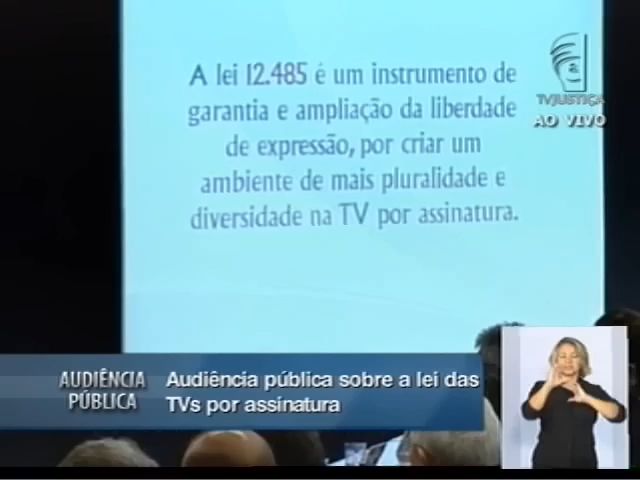 A lei 12.485 é um instrumento de
garantia e ampliação da liberdade
de expressão, por criar um
ambiente de mais pluralidade e
diversidade na TV por assinatura.
TVJUSTIÇA
AO VIVO
AUDIÊNCIA
PÚBLICA
Audiência pública sobre a lei das
TVs por assinatura